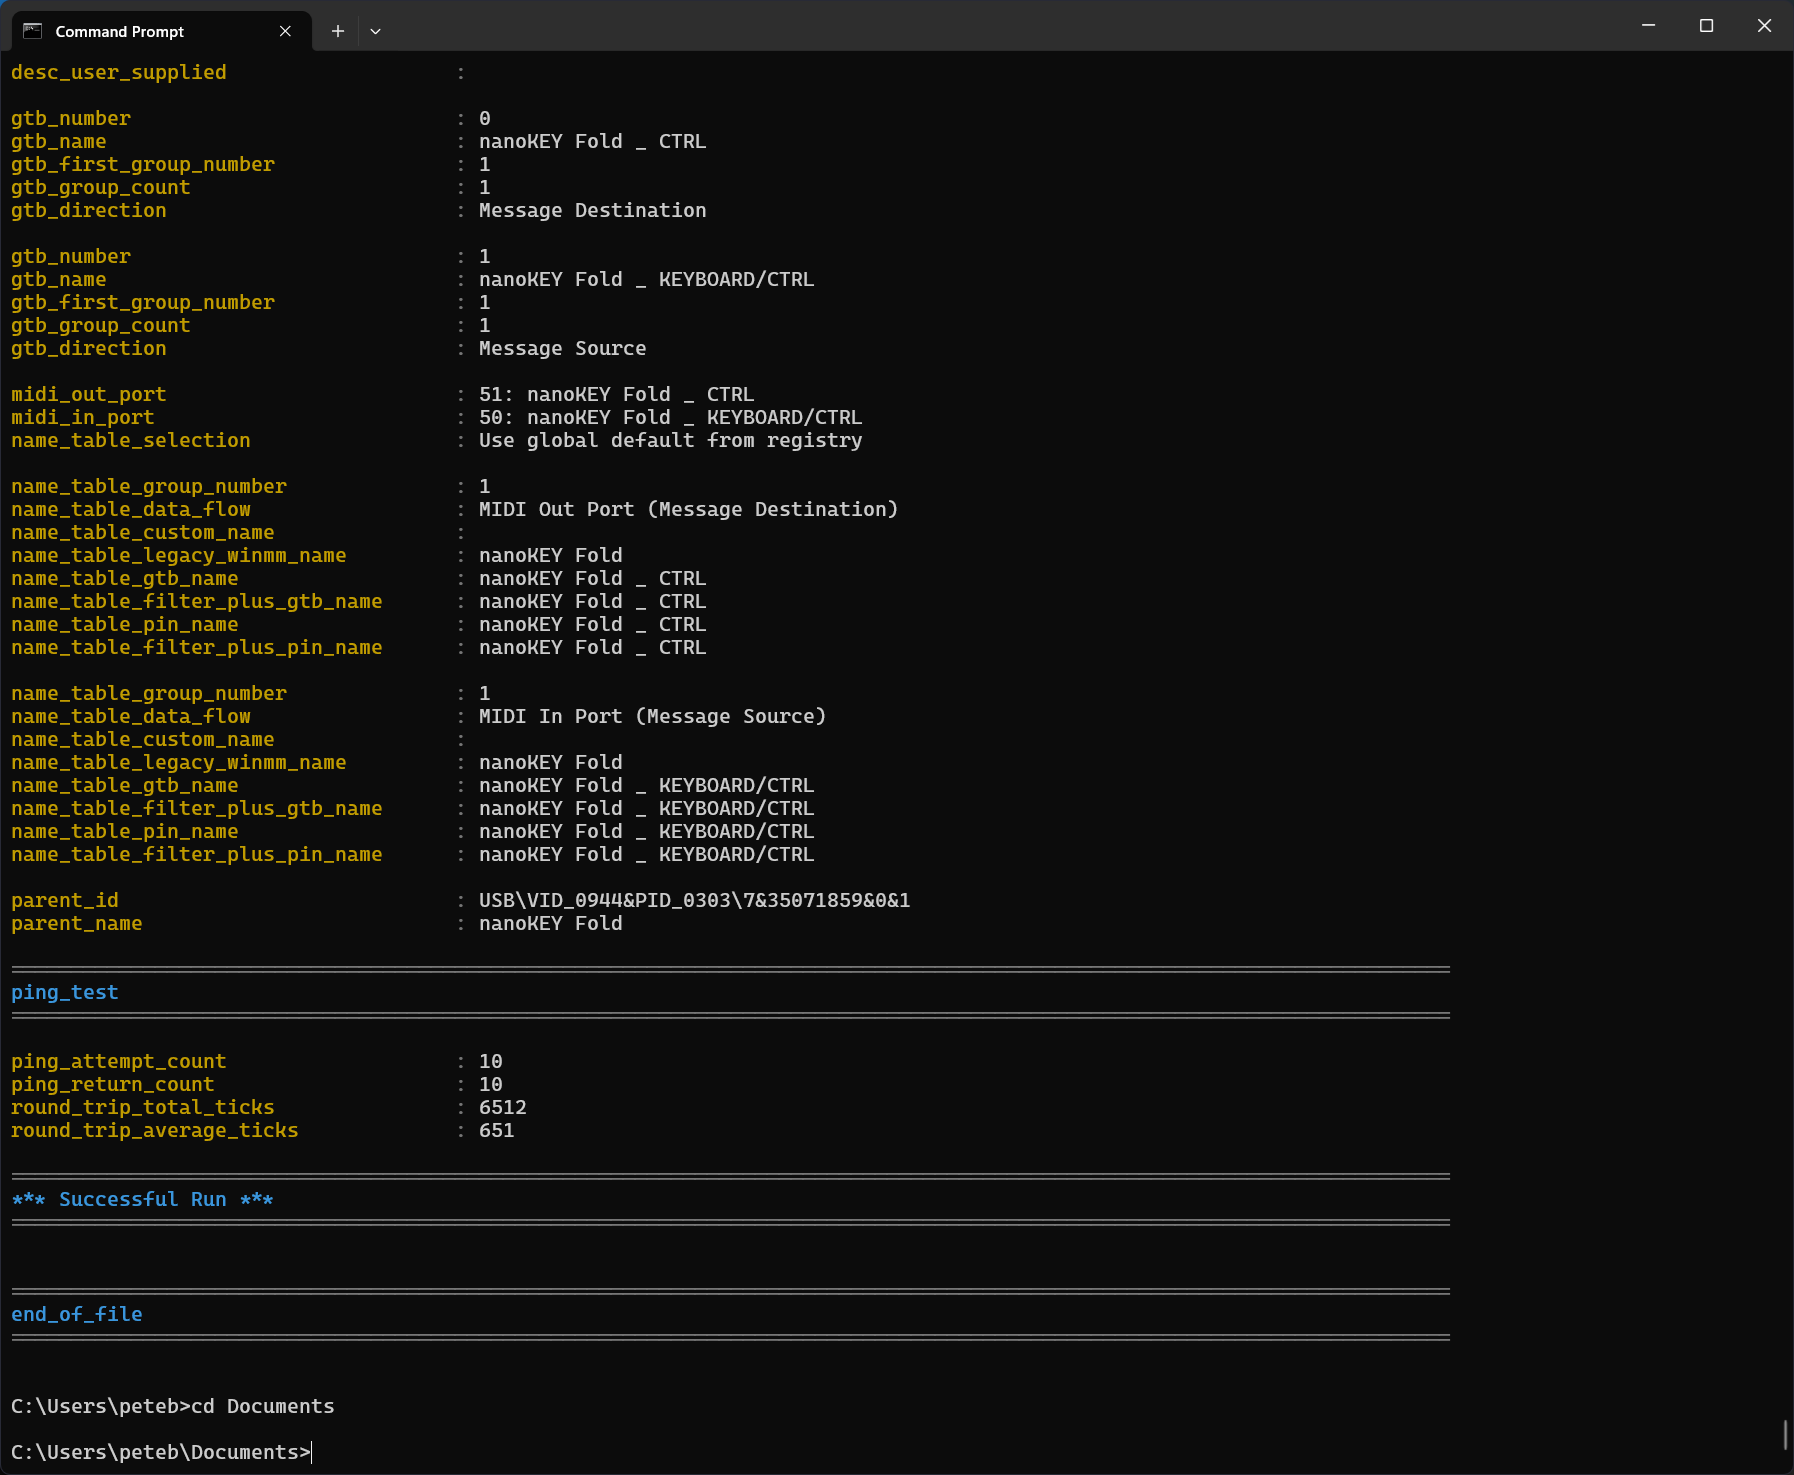 Command Prompt
desc_user_supplied :
gtb_number : 0
gtb_name : nanoKEY Fold _ CTRL
gtb_first_group_number : 1
gtb_group_count : 1
gtb_direction : Message Destination
gtb_number : 1
gtb_name : nanoKEY Fold _ KEYBOARD/CTRL
gtb_first_group_number : 1
gtb_group_count : 1
gtb_direction : Message Source
midi_out_port : 51: nanoKEY Fold _ CTRL
midi_in_port : 50: nanoKEY Fold _ KEYBOARD/CTRL
name_table_selection : Use global default from registry
name_table_group_number : 1
name_table_data_flow : MIDI Out Port (Message Destination)
name_table_custom_name :
name_table_legacy_winmm_name : nanoKEY Fold
name_table_gtb_name : nanoKEY Fold _ CTRL
name_table_filter_plus_gtb_name : nanoKEY Fold _ CTRL
name_table_pin_name : nanoKEY Fold _ CTRL
name_table_filter_plus_pin_name : nanoKEY Fold _ CTRL
name_table_group_number : 1
name_table_data_flow : MIDI In Port (Message Source)
name_table_custom_name :
name_table_legacy_winmm_name : nanoKEY Fold
name_table_gtb_name : nanoKEY Fold _ KEYBOARD/CTRL
name_table_filter_plus_gtb_name : nanoKEY Fold _ KEYBOARD/CTRL
name_table_pin_name : nanoKEY Fold _ KEYBOARD/CTRL
name_table_filter_plus_pin_name : nanoKEY Fold _ KEYBOARD/CTRL
parent_id : USB\VID_0944&PID_0303\7&35071859&0&1
parent_name : nanoKEY Fold
ping_test
ping_attempt_count : 10
ping_return_count : 10
round_trip_total_ticks : 6512
round_trip_average_ticks : 651
*** Successful Run ***
end_of_file
C:\Users\peteb>cd Documents
C:\Users\peteb\Documents>